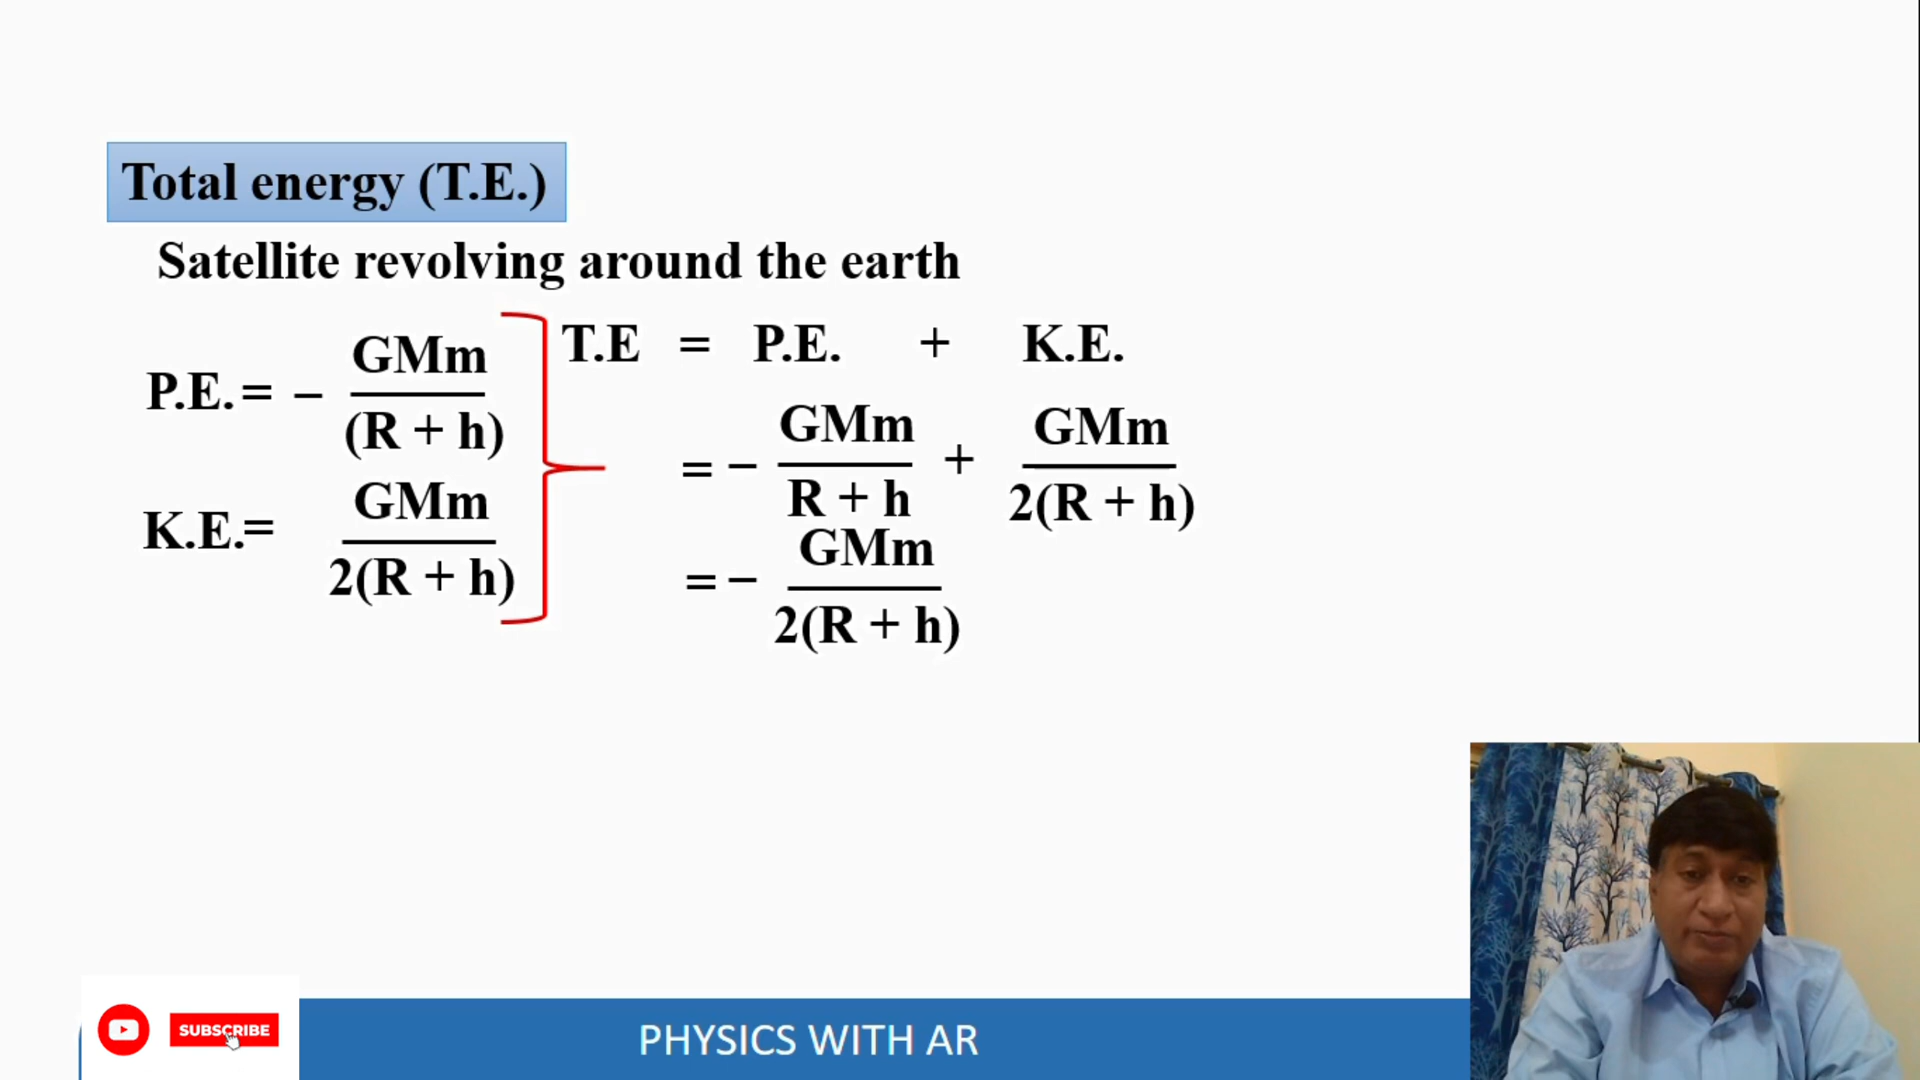 Total energy (T.E.)
Satellite revolving around the earth
P.E. = – GMm
(R + h)
K.E.= GMm
2(R + h)
T.E = P.E. + K.E.
= – GMm + GMm
R + h 2(R + h)
= – GMm
2(R + h)
SUBSCRIBE
PHYSICS WITH AR